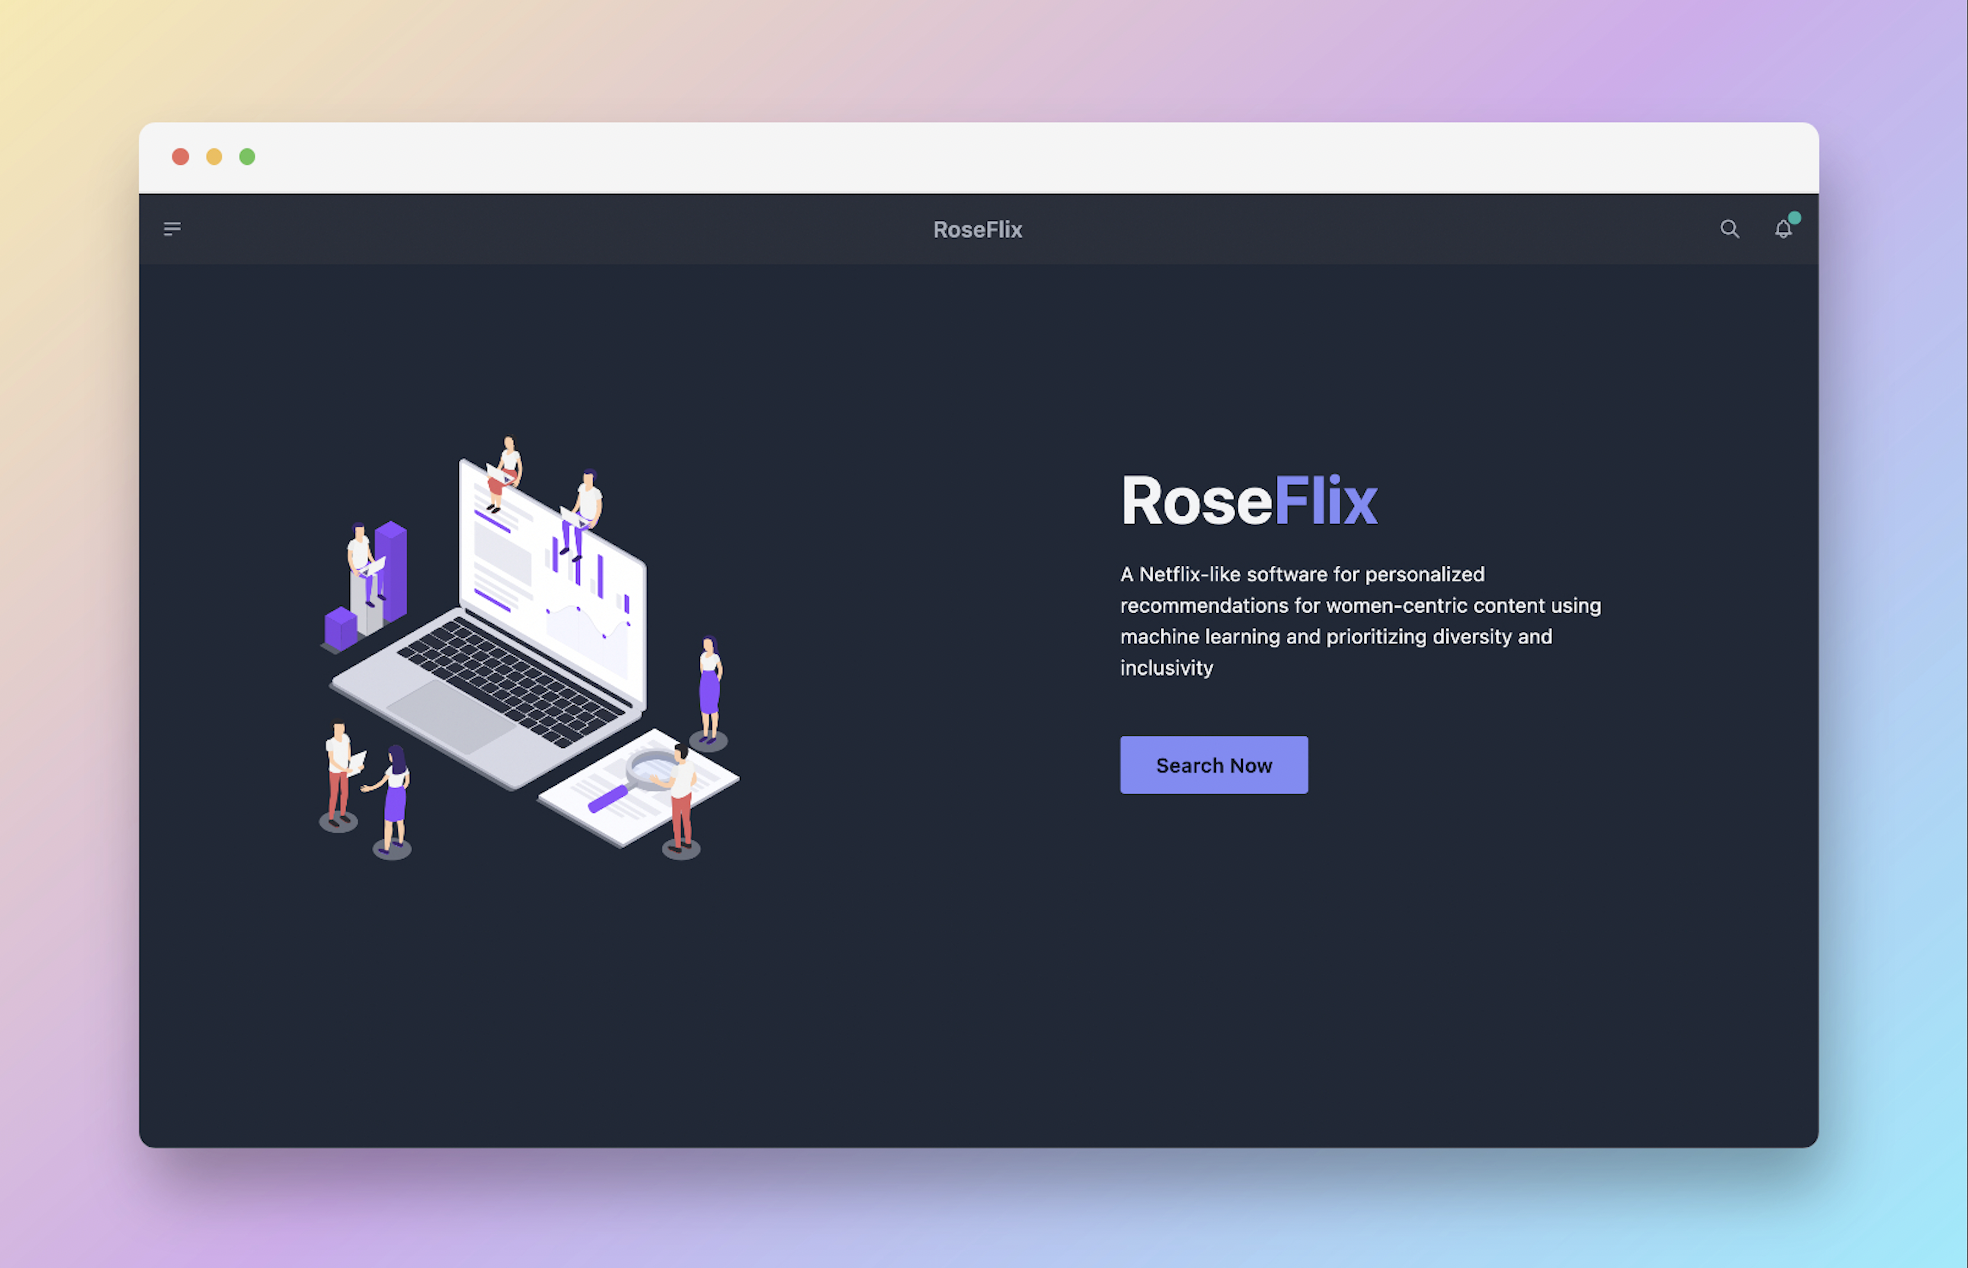 RoseFlix
RoseFlix
A Netflix-like software for personalized
recommendations for women-centric content using
machine learning and prioritizing diversity and
inclusivity
Search Now